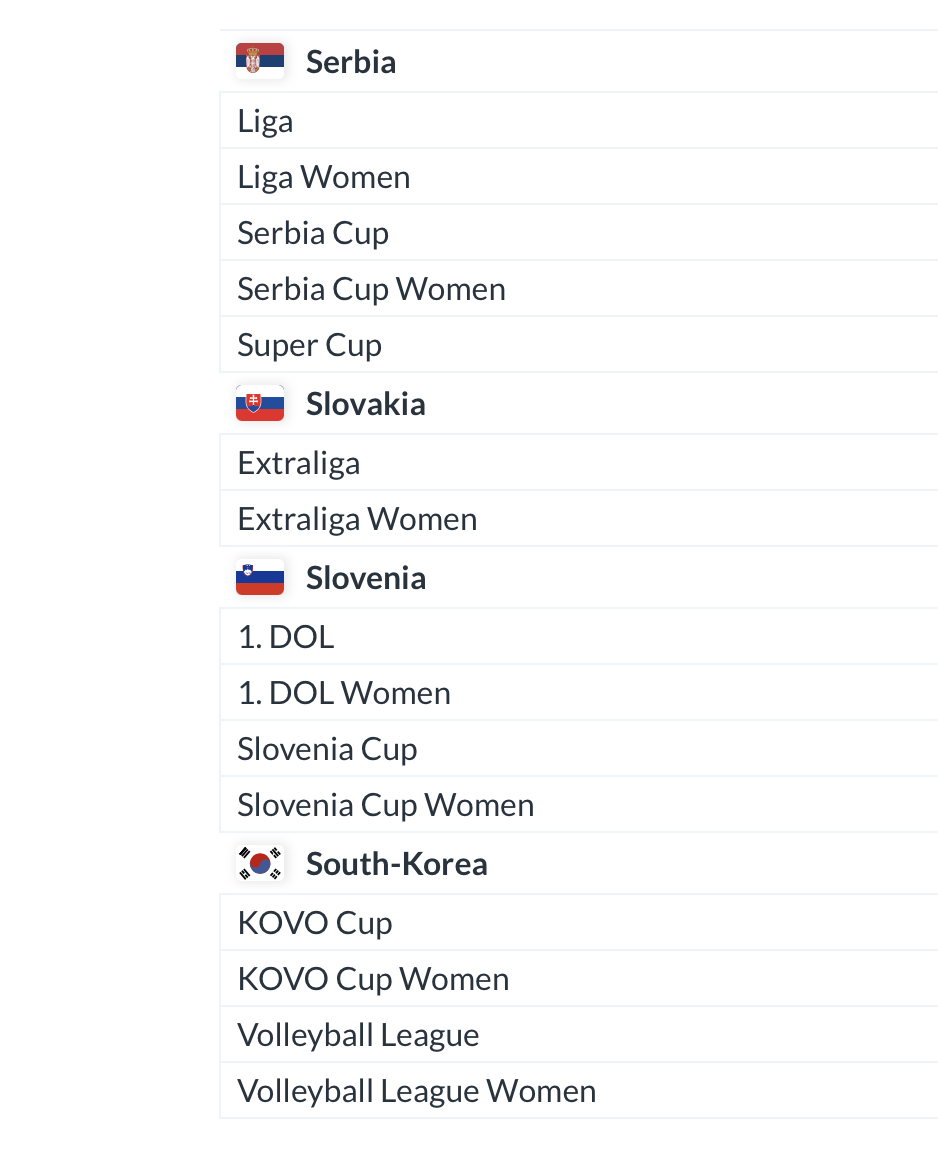 Serbia
Liga
Liga Women
Serbia Cup
Serbia Cup Women
Super Cup
Slovakia
Extraliga
Extraliga Women
Slovenia
1. DOL
1. DOL Women
Slovenia Cup
Slovenia Cup Women
South-Korea
KOVO Cup
KOVO Cup Women
Volleyball League
Volleyball League Women